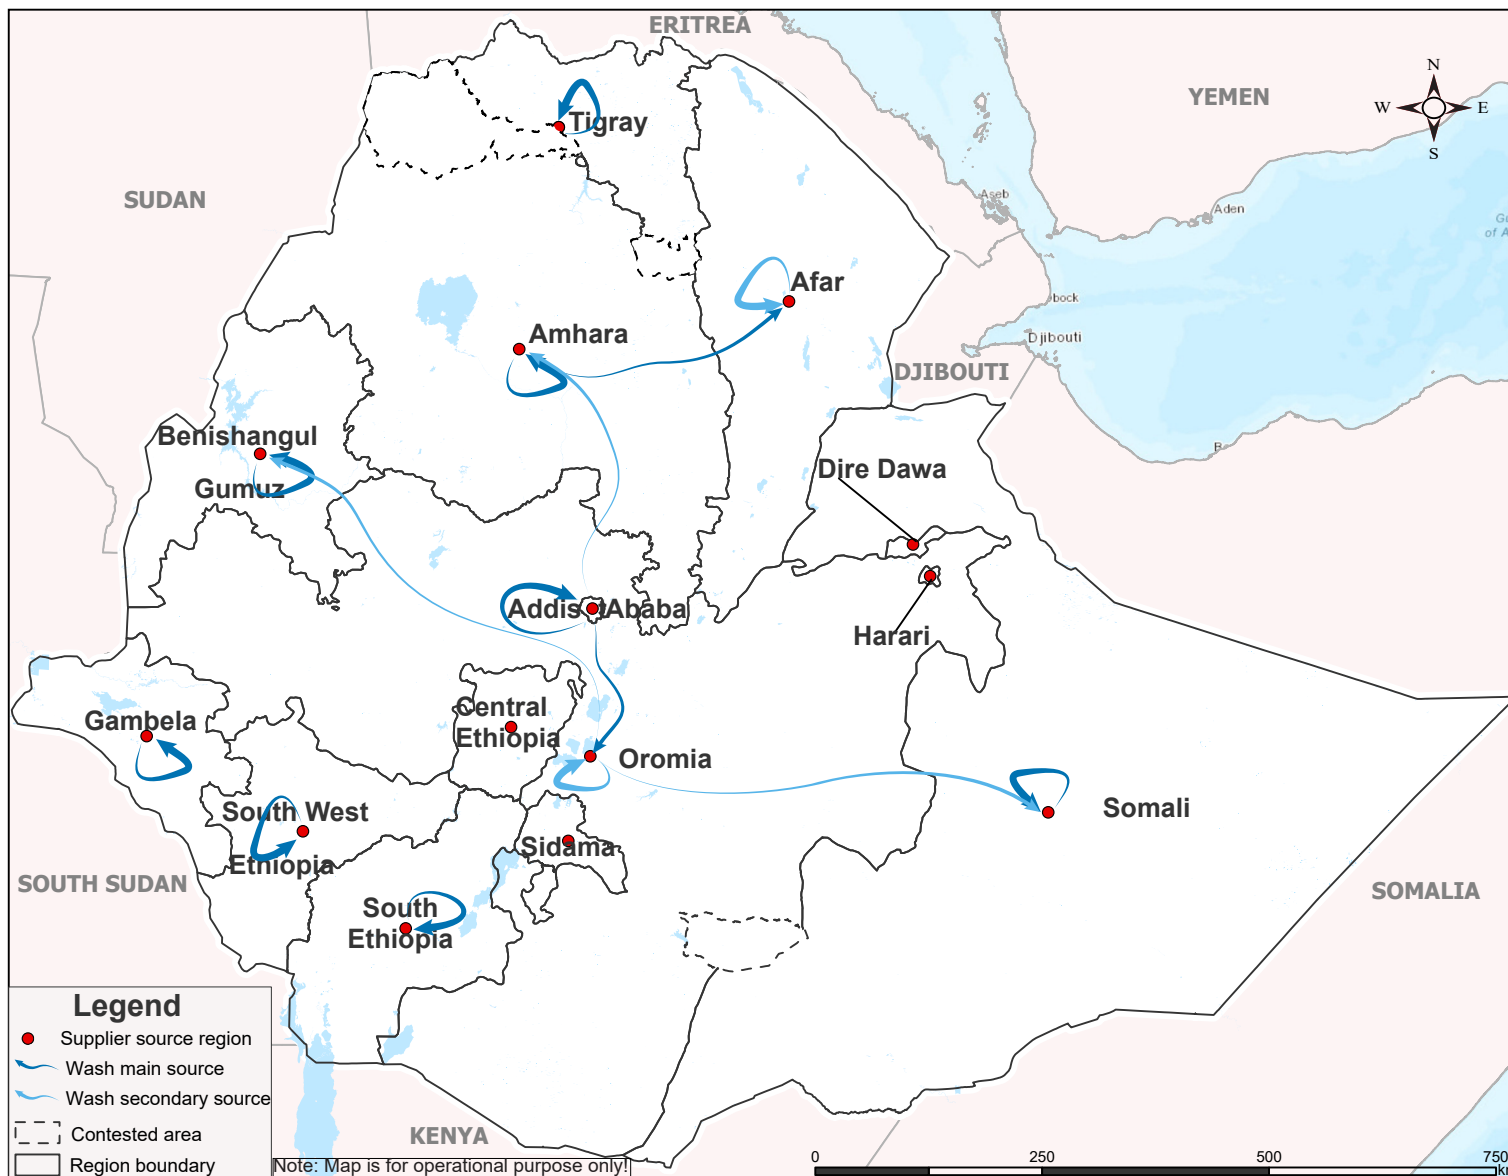 ERITREA
YEMEN
N
W E
S
Tigray
SUDAN
Aseb
Aden
Afar
bock
Amhara
Djibouti
DJIBOUTI
Benishangul
Gumuz
Dire Dawa
Addis Ababa
Harari
Central
Ethiopia
Gambela
Oromia
South West
Ethiopia
Somali
Sidama
SOUTH SUDAN
SOMALIA
South
Ethiopia
Legend
Supplier source region
Wash main source
Wash secondary source
Contested area
Region boundary
KENYA
Note: Map is for operational purpose only!
0 250 500 750